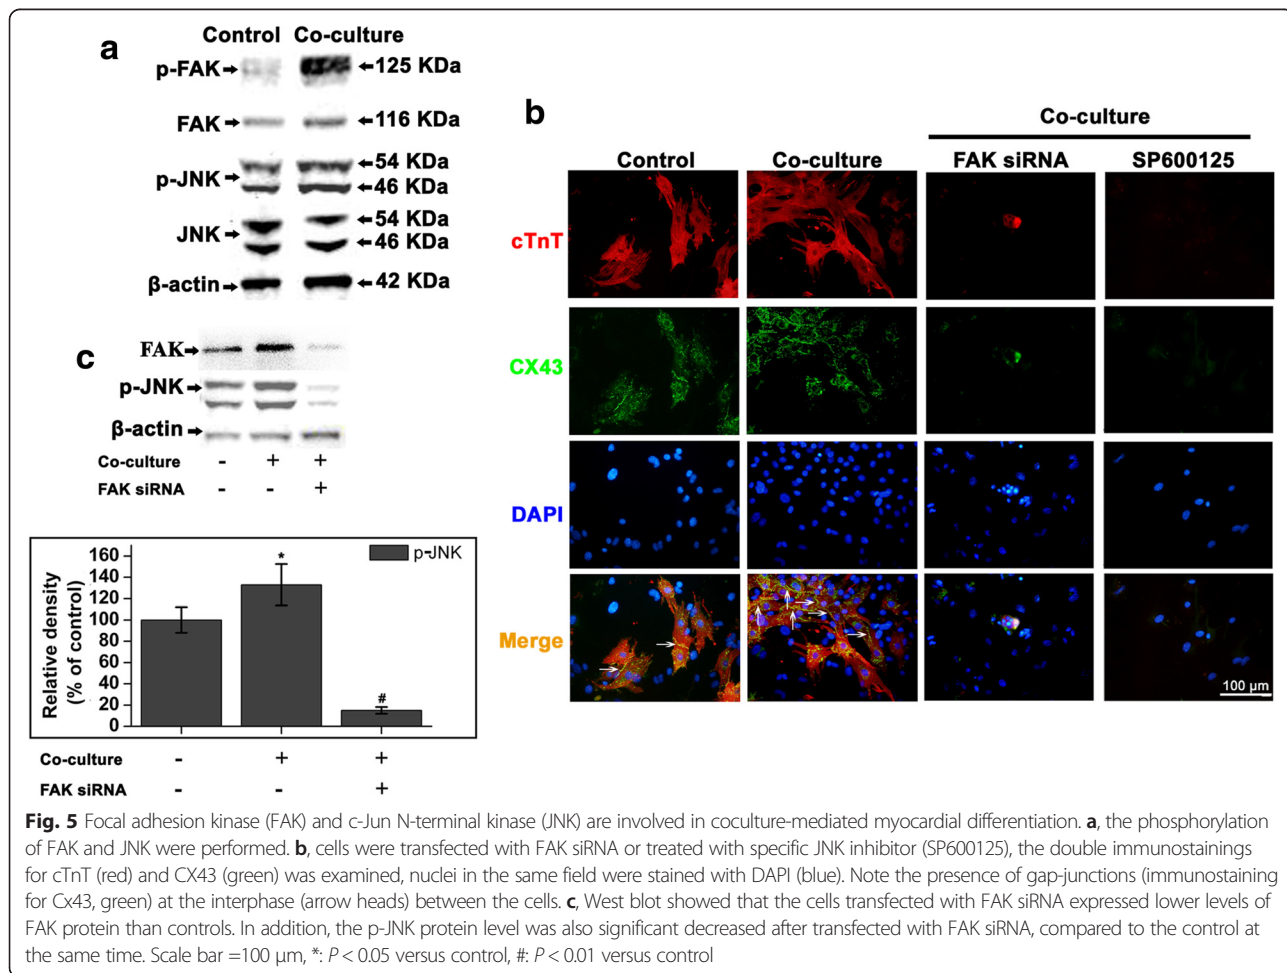 a
Control Co-culture
p-FAK 125 KDa
FAK 116 KDa
p-JNK 54 KDa
46 KDa
JNK 54 KDa
46 KDa
β-actin 42 KDa
c
FAK
p-JNK
β-actin
Co-culture - + +
FAK siRNA - - +
p-JNK
Relative density
(% of control)
160
140
120
100
80
60
40
20
0
*
#
Co-culture - + +
FAK siRNA - - +
b
Co-culture
Control Co-culture FAK siRNA SP600125
cTnT
CX43
DAPI
Merge
100 µm
Fig. 5 Focal adhesion kinase (FAK) and c-Jun N-terminal kinase (JNK) are involved in coculture-mediated myocardial differentiation. a, the phosphorylation
of FAK and JNK were performed. b, cells were transfected with FAK siRNA or treated with specific JNK inhibitor (SP600125), the double immunostainings
for cTnT (red) and CX43 (green) was examined, nuclei in the same field were stained with DAPI (blue). Note the presence of gap-junctions (immunostaining
for Cx43, green) at the interphase (arrow heads) between the cells. c, West blot showed that the cells transfected with FAK siRNA expressed lower levels of
FAK protein than controls. In addition, the p-JNK protein level was also significant decreased after transfected with FAK siRNA, compared to the control at
the same time. Scale bar =100 μm, *: P < 0.05 versus control, #: P < 0.01 versus control